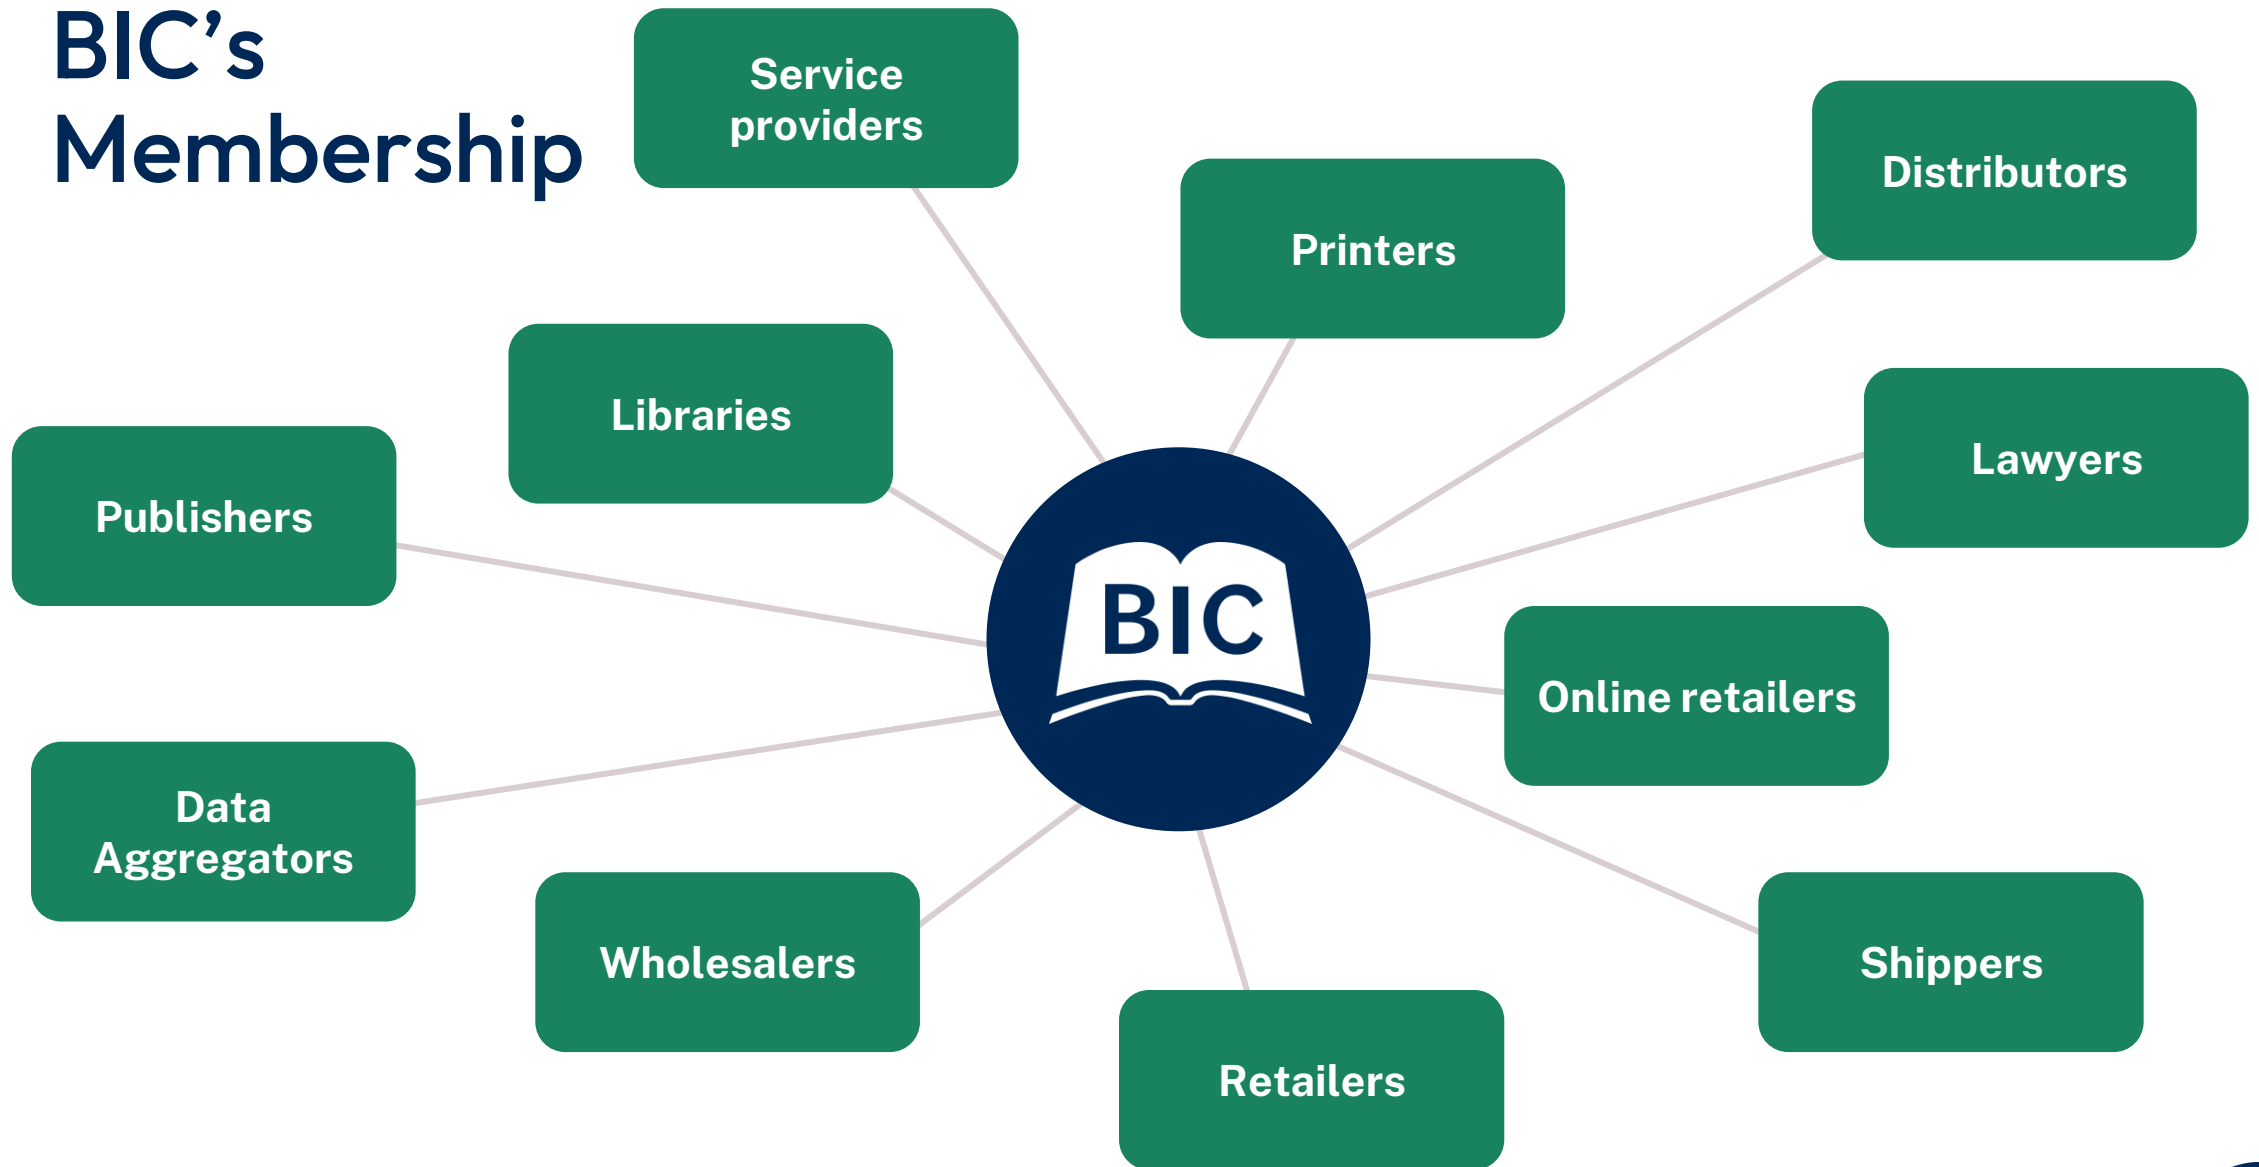 BIC’s
Membership
Service
providers
Printers
Distributors
Libraries
Lawyers
Publishers
BIC
Online retailers
Data
Aggregators
Wholesalers
Shippers
Retailers